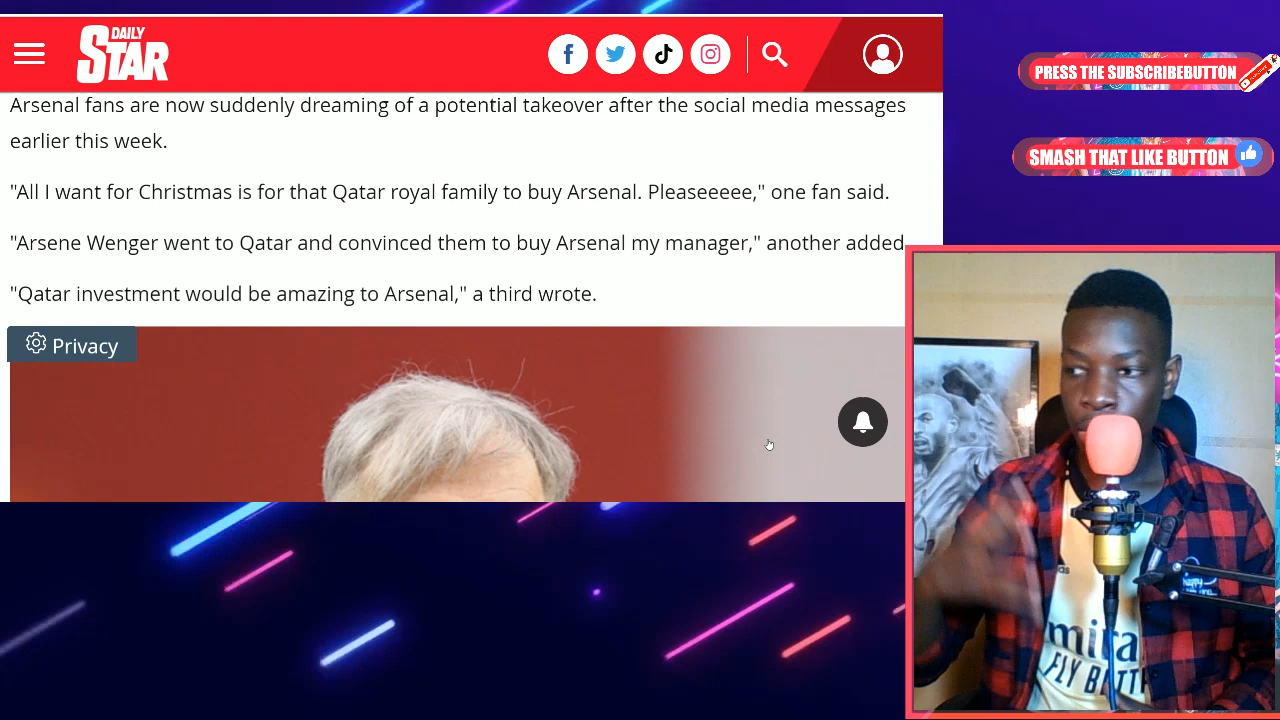 DAILY
STAR
Arsenal fans are now suddenly dreaming of a potential takeover after the social media messages
earlier this week.
"All I want for Christmas is for that Qatar royal family to buy Arsenal. Pleaseeeee," one fan said.
"Arsene Wenger went to Qatar and convinced them to buy Arsenal my manager," another added
"Qatar investment would be amazing to Arsenal," a third wrote.
Privacy
PRESS THE SUBSCRIBEBUTTON
SMASH THAT LIKE BUTTON
FLY